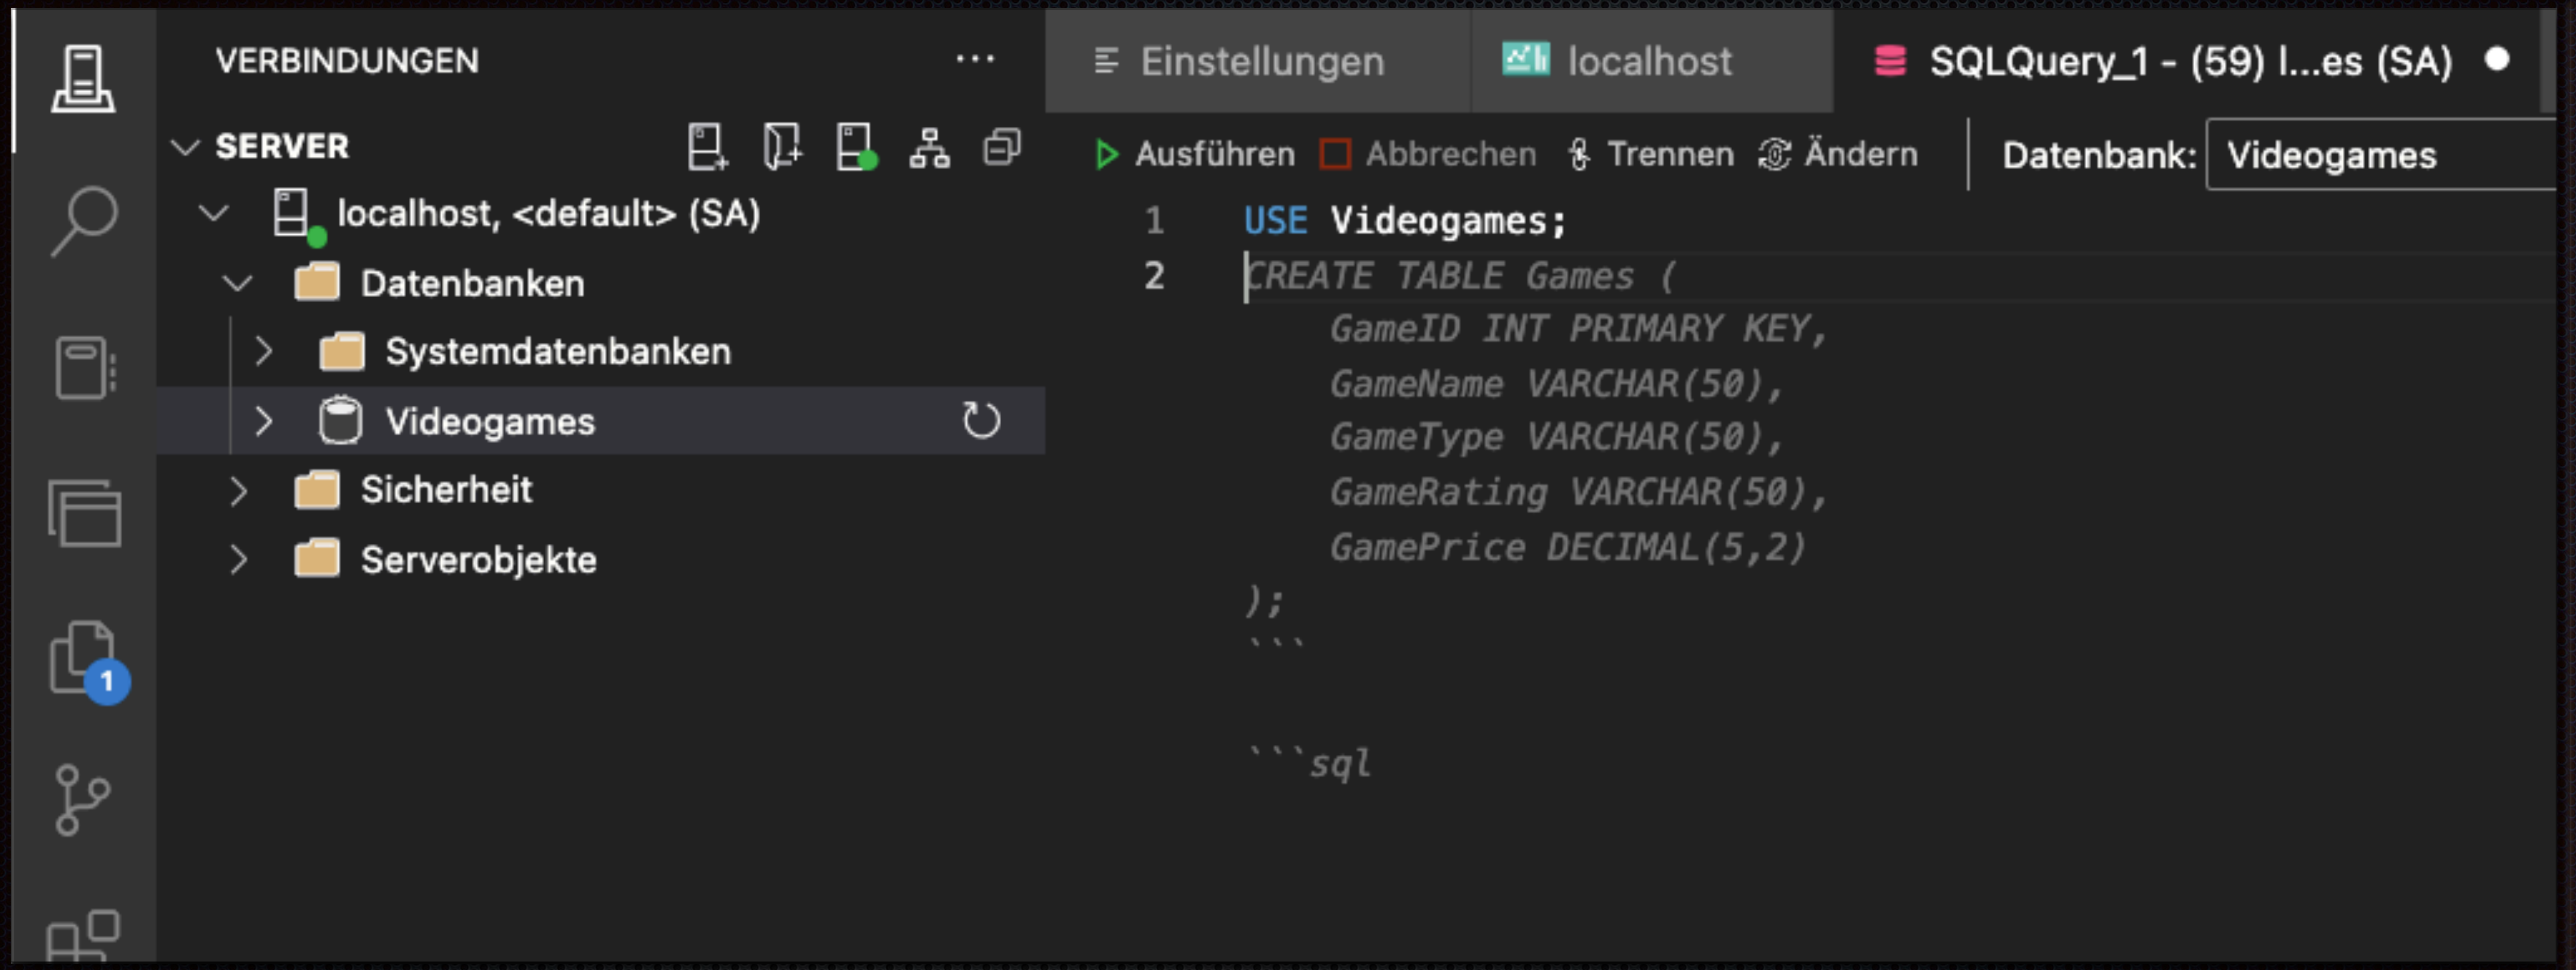 VERBINDUNGEN
SERVER
localhost, <default> (SA)
Datenbanken
Systemdatenbanken
Videogames
Sicherheit
Serverobjekte
1
Einstellungen
localhost
SQLQuery_1 - (59) l...es (SA)
Ausführen Abbrechen Trennen Ändern Datenbank: Videogames
1 USE Videogames;
2 CREATE TABLE Games (
GameID INT PRIMARY KEY,
GameName VARCHAR(50),
GameType VARCHAR(50),
GameRating VARCHAR(50),
GamePrice DECIMAL(5,2)
);
```
```sql